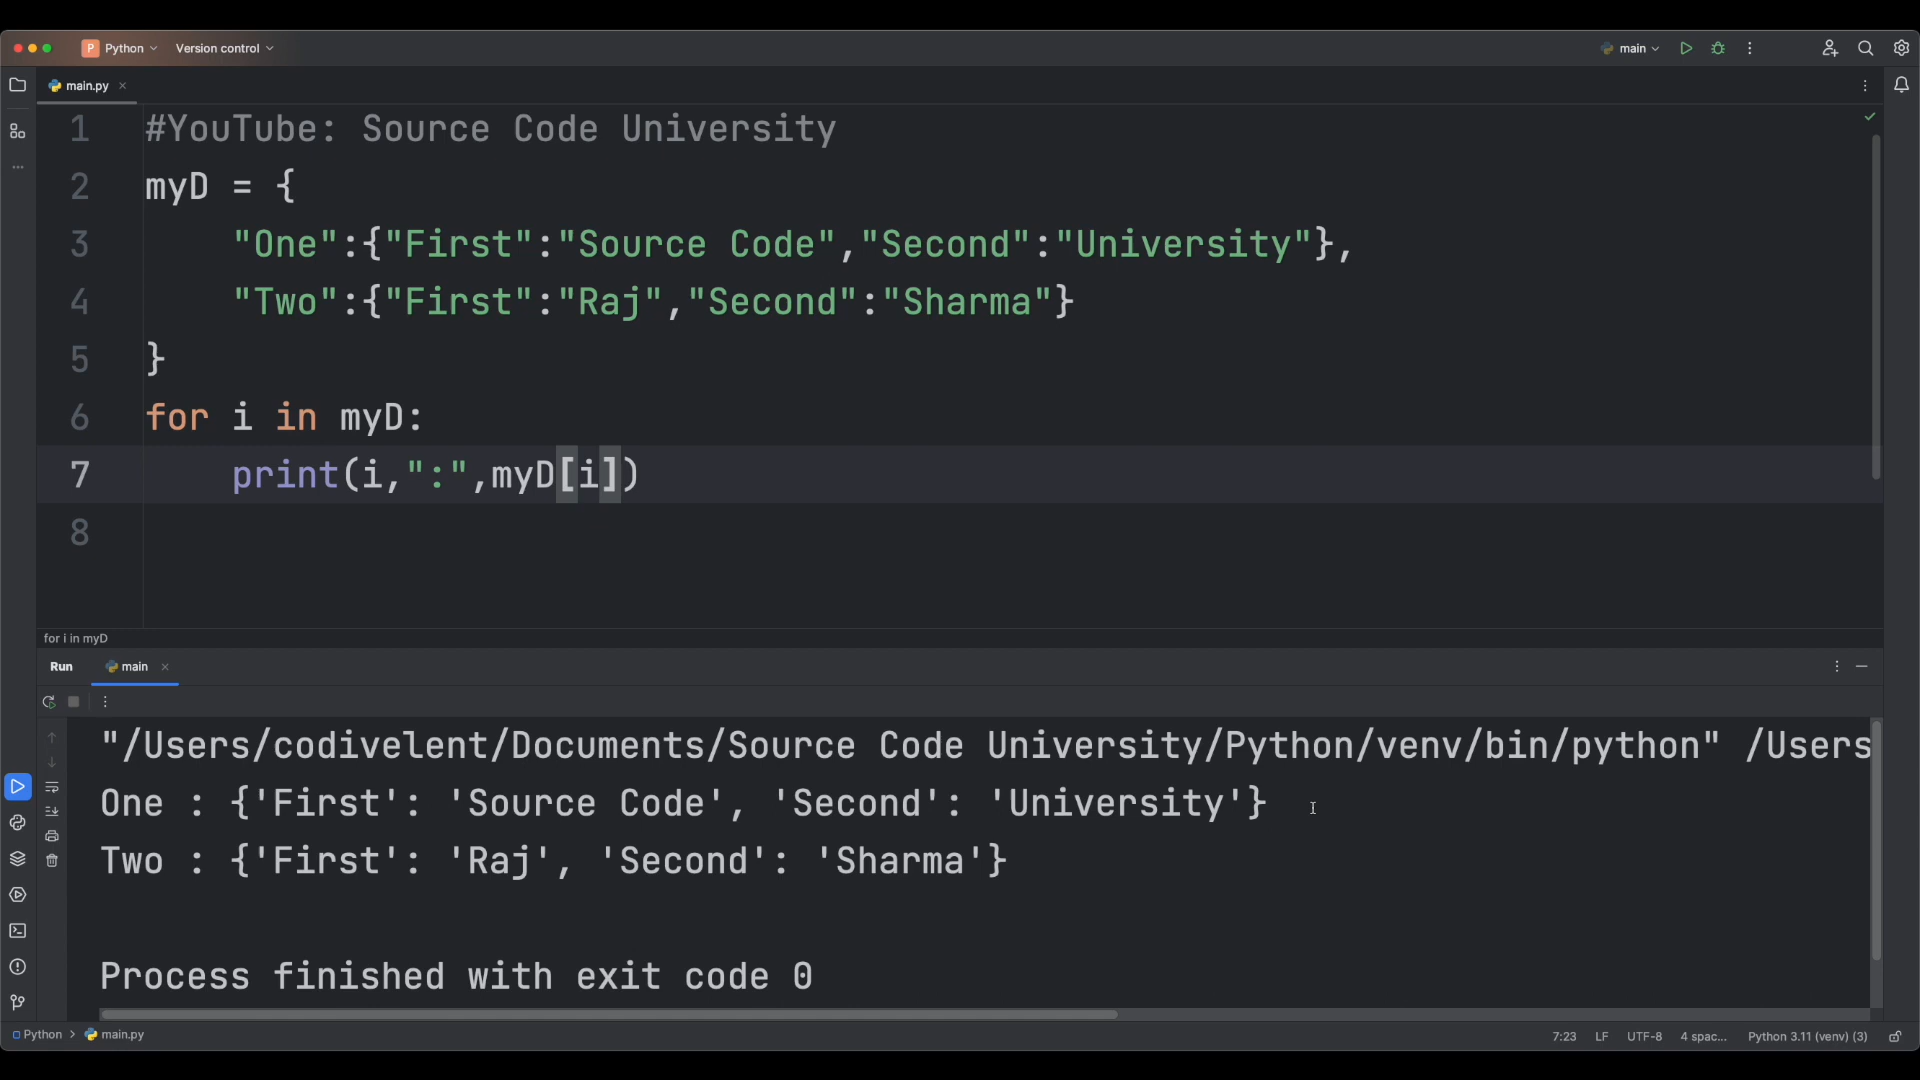 P Python Version control main
main.py
1 #YouTube: Source Code University
2 myD = {
3 "One":{"First":"Source Code","Second":"University"},
4 "Two":{"First":"Raj","Second":"Sharma"}
5 }
6 for i in myD:
7 print(i,":",myD[i])
8
for i in myD
Run main
"/Users/codivelent/Documents/Source Code University/Python/venv/bin/python" /Users
One : {'First': 'Source Code', 'Second': 'University'}
Two : {'First': 'Raj', 'Second': 'Sharma'}
Process finished with exit code 0
Python > main.py 7:23 LF UTF-8 4 spac... Python 3.11 (venv) (3)